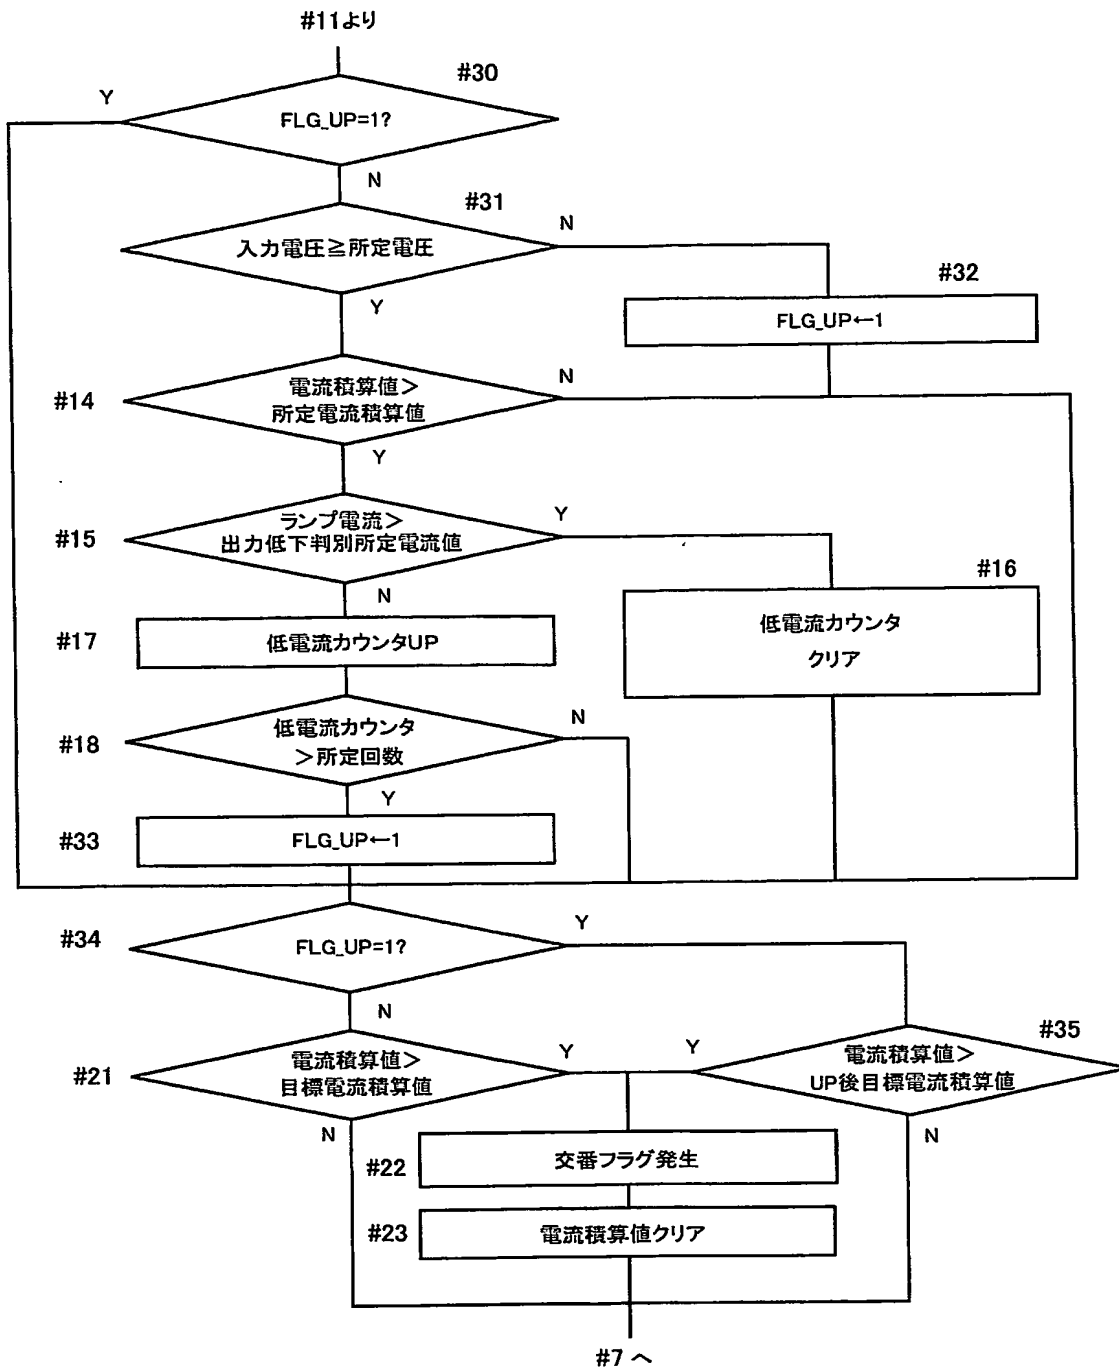 #11より
#30
Y
FLG_UP=1?
N
#31
N
入力電圧≧所定電圧
#32
Y
FLG_UP←1
#14
電流積算値>
所定電流積算値
N
Y
#15
ランプ電流>
出力低下判別所定電流値
Y
#16
N
#17
低電流カウンタUP
低電流カウンタ
クリア
#18
低電流カウンタ
>所定回数
N
Y
#33
FLG_UP←1
#34
FLG_UP=1?
Y
N
#35
#21
電流積算値>
目標電流積算値
Y
Y
電流積算値>
UP後目標電流積算値
N
N
#22
交番フラグ発生
#23
電流積算値クリア
#7 へ